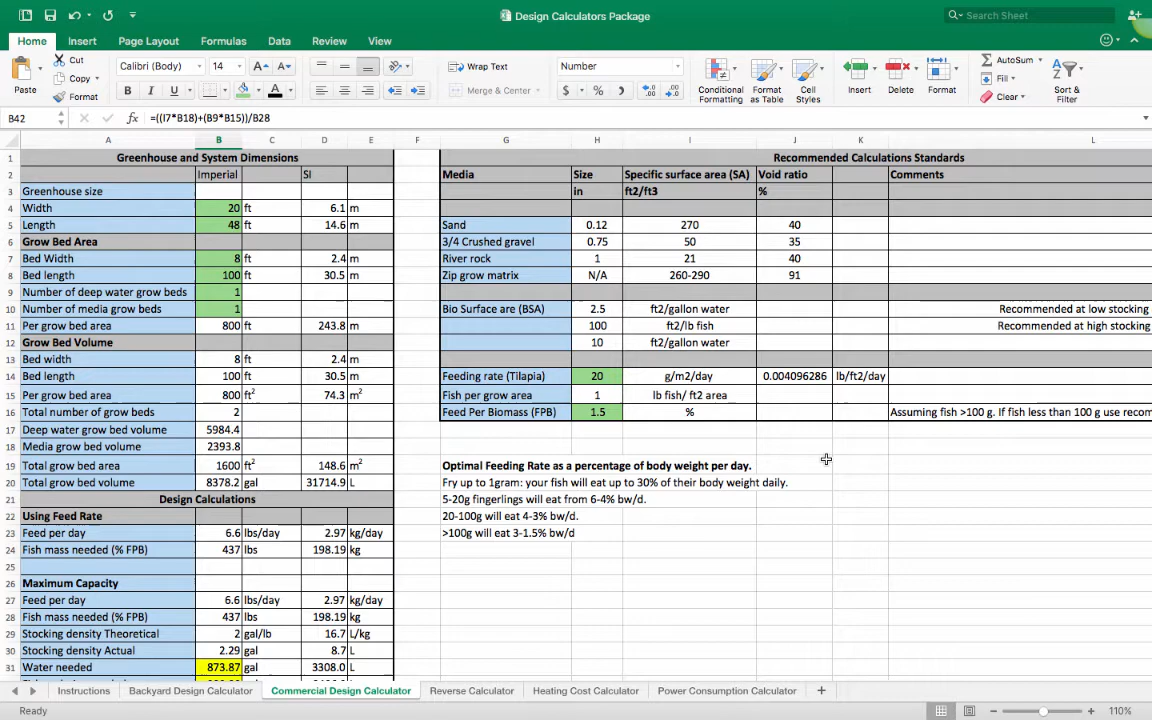 Design Calculators Package
Search Sheet
Home Insert Page Layout Formulas Data Review View
Paste
Cut
Copy
Format
Calibri (Body) 14
B I U
Wrap Text
Merge & Center
Number
$ %
Conditional Formatting
Format as Table
Cell Styles
Insert
Delete
Format
AutoSum
Fill
Clear
Sort & Filter
B42 fx =((I7*B18)+(B9*B15))/B28
A B C D E F G H I J K L
1 Greenhouse and System Dimensions Recommended Calculations Standards
2 Imperial SI Media Size Specific surface area (SA) Void ratio Comments
3 Greenhouse size in ft2/ft3 %
4 Width 20 ft 6.1 m
5 Length 48 ft 14.6 m Sand 0.12 270 40
6 Grow Bed Area 3/4 Crushed gravel 0.75 50 35
7 Bed Width 8 ft 2.4 m River rock 1 21 40
8 Bed length 100 ft 30.5 m Zip grow matrix N/A 260-290 91
9 Number of deep water grow beds 1
10 Number of media grow beds 1 Bio Surface are (BSA) 2.5 ft2/gallon water Recommended at low stocking
11 Per grow bed area 800 ft 243.8 m 100 ft2/lb fish Recommended at high stocking
12 Grow Bed Volume 10 ft2/gallon water
13 Bed width 8 ft 2.4 m
14 Bed length 100 ft 30.5 m Feeding rate (Tilapia) 20 g/m2/day 0.004096286 lb/ft2/day
15 Per grow bed area 800 ft2 74.3 m2 Fish per grow area 1 lb fish/ ft2 area
16 Total number of grow beds 2 Feed Per Biomass (FPB) 1.5 % Assuming fish >100 g. If fish less than 100 g use recom
17 Deep water grow bed volume 5984.4
18 Media grow bed volume 2393.8
19 Total grow bed area 1600 ft2 148.6 m2 Optimal Feeding Rate as a percentage of body weight per day.
20 Total grow bed volume 8378.2 gal 31714.9 L Fry up to 1gram: your fish will eat up to 30% of their body weight daily.
21 Design Calculations 5-20g fingerlings will eat from 6-4% bw/d.
22 Using Feed Rate 20-100g will eat 4-3% bw/d.
23 Feed per day 6.6 lbs/day 2.97 kg/day >100g will eat 3-1.5% bw/d
24 Fish mass needed (% FPB) 437 lbs 198.19 kg
25
26 Maximum Capacity
27 Feed per day 6.6 lbs/day 2.97 kg/day
28 Fish mass needed (% FPB) 437 lbs 198.19 kg
29 Stocking density Theoretical 2 gal/lb 16.7 L/kg
30 Stocking density Actual 2.29 gal 8.7 L
31 Water needed 873.87 gal 3308.0 L
Instructions Backyard Design Calculator Commercial Design Calculator Reverse Calculator Heating Cost Calculator Power Consumption Calculator +
Ready 110%